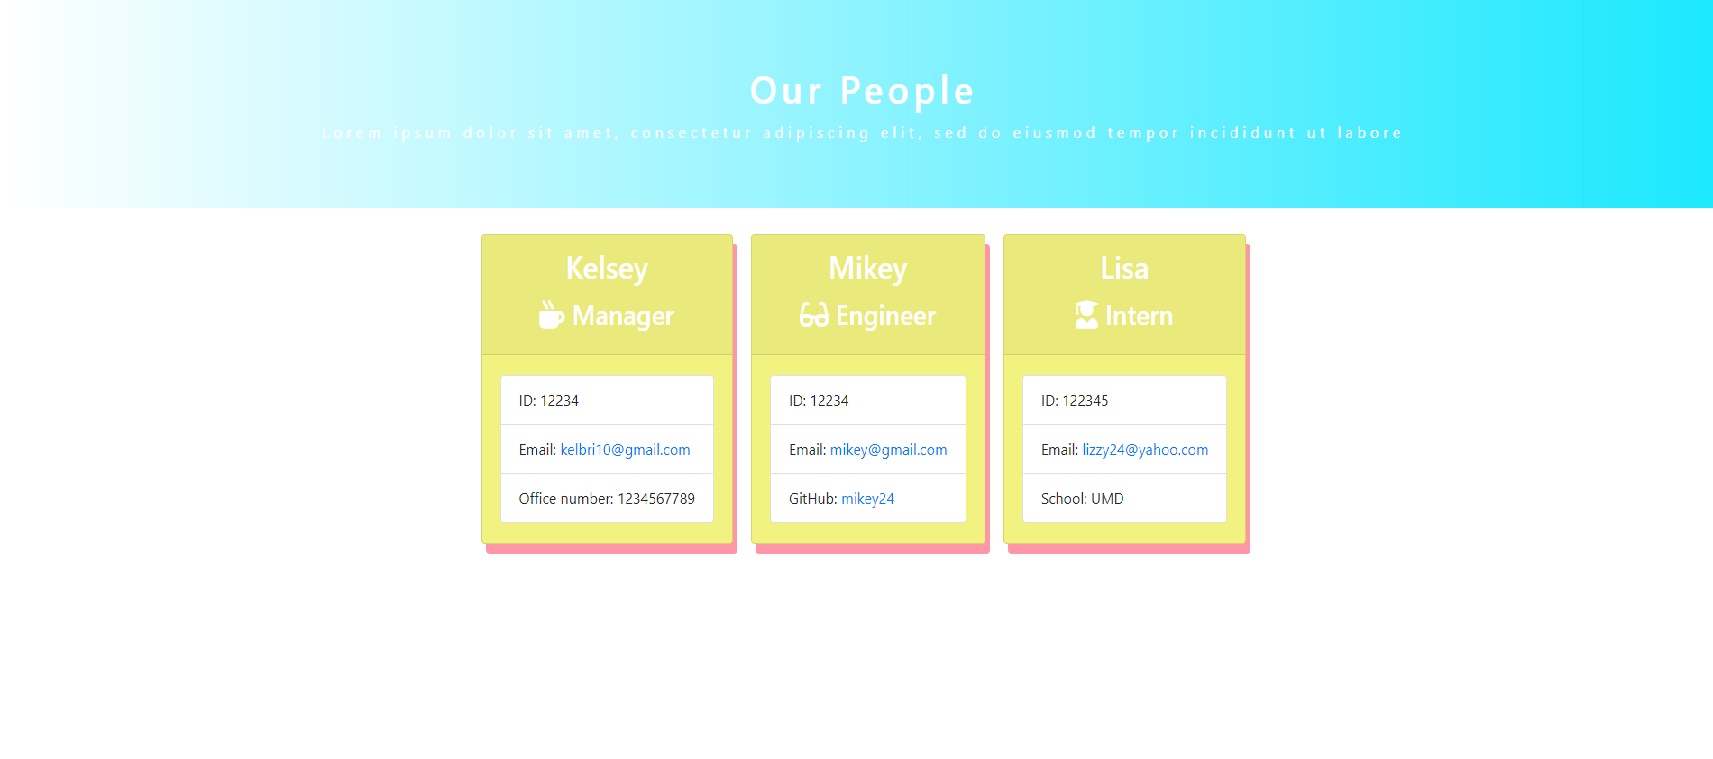 Our People
Lorem ipsum dolor sit amet, consectetur adipiscing elit, sed do eiusmod tempor incididunt ut labore
Kelsey
Manager
ID: 12234
Email: kelbri10@gmail.com
Office number: 1234567789
Mikey
Engineer
ID: 12234
Email: mikey@gmail.com
GitHub: mikey24
Lisa
Intern
ID: 122345
Email: lizzy24@yahoo.com
School: UMD